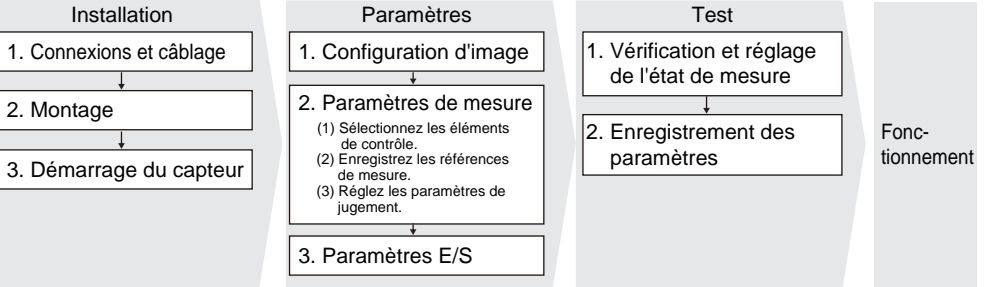 Installation
1. Connexions et câblage
2. Montage
3. Démarrage du capteur
Paramètres
1. Configuration d'image
2. Paramètres de mesure
(1) Sélectionnez les éléments
de contrôle.
(2) Enregistrez les références
de mesure.
(3) Réglez les paramètres de
jugement.
3. Paramètres E/S
Test
1. Vérification et réglage
de l'état de mesure
2. Enregistrement des
paramètres
Fonc-
tionnement